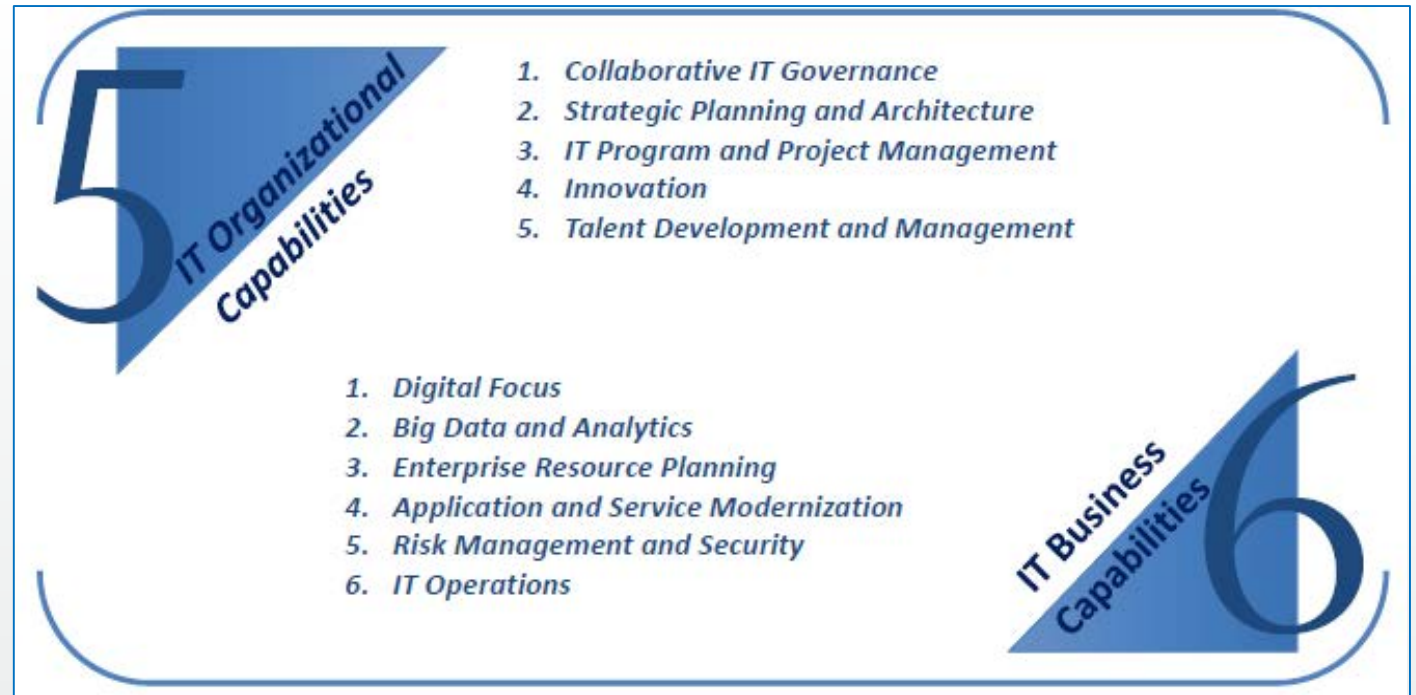 5
IT Organizational
Capabilities
1. Collaborative IT Governance
2. Strategic Planning and Architecture
3. IT Program and Project Management
4. Innovation
5. Talent Development and Management
1. Digital Focus
2. Big Data and Analytics
3. Enterprise Resource Planning
4. Application and Service Modernization
5. Risk Management and Security
6. IT Operations
6
IT Business
Capabilities